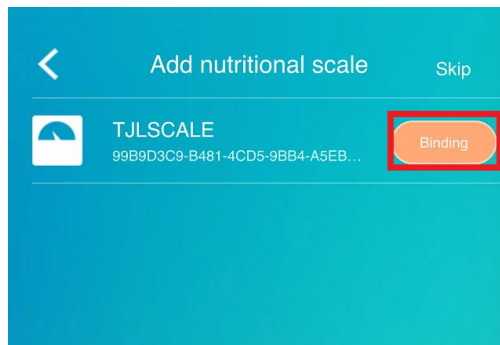 Add nutritional scale Skip
TJLSCALE
99B9D3C9-B481-4CD5-9BB4-A5EB...
Binding